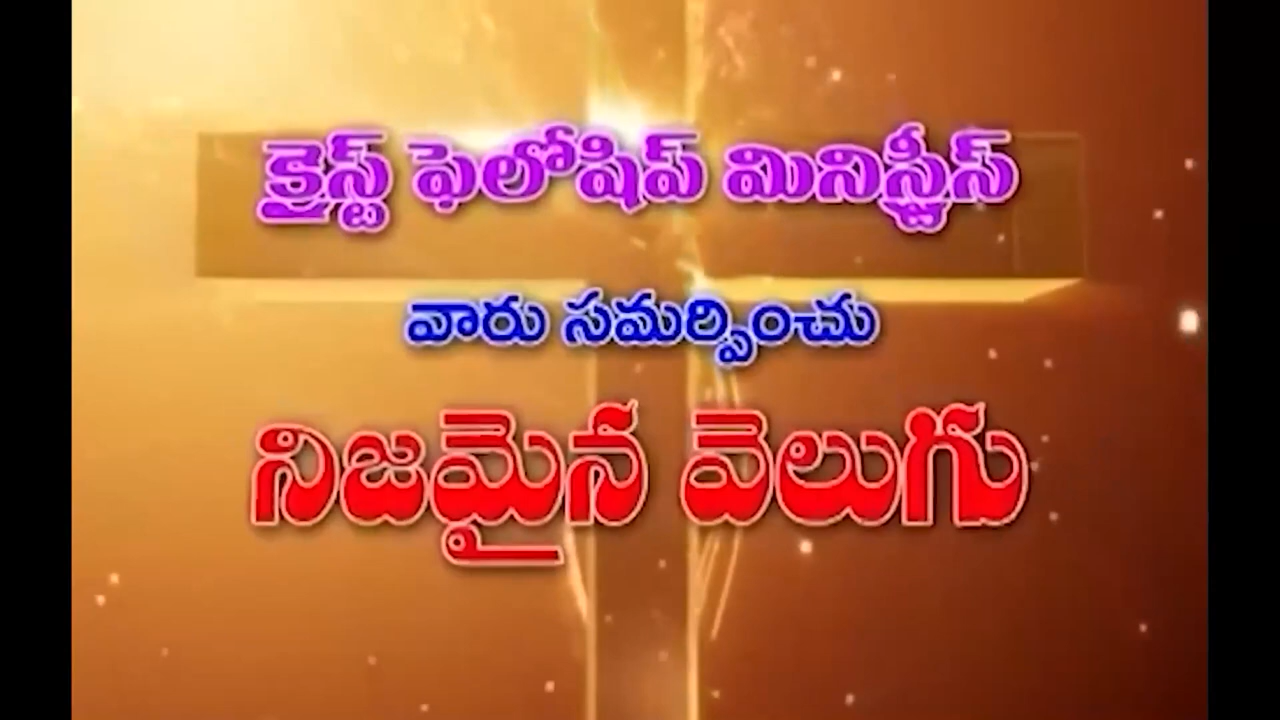 క్రైస్ట్ ఫెలోషిప్ మినిస్ట్రీస్
వారు సమర్పించు
నిజమైన వెలుగు